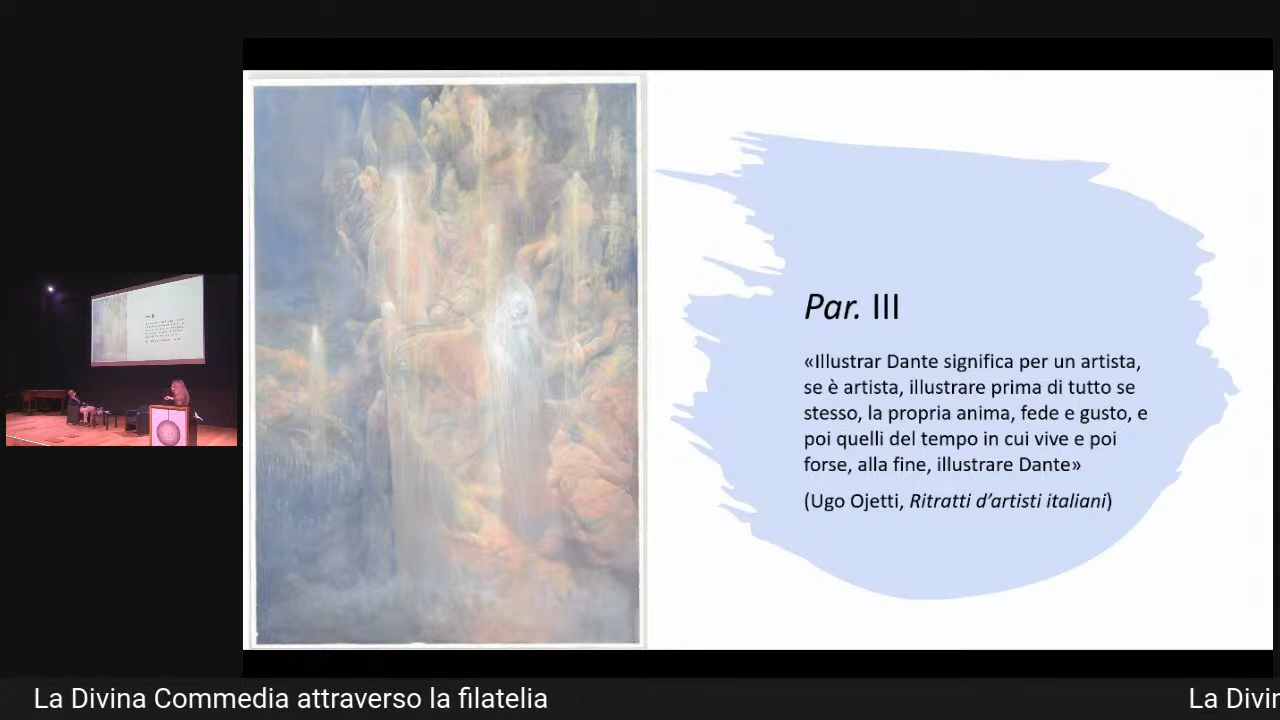 Par. III
«Illustrar Dante significa per un artista,
se è artista, illustrare prima di tutto se
stesso, la propria anima, fede e gusto, e
poi quelli del tempo in cui vive e poi
forse, alla fine, illustrare Dante»
(Ugo Ojetti, Ritratti d’artisti italiani)
La Divina Commedia attraverso la filatelia
La Divin